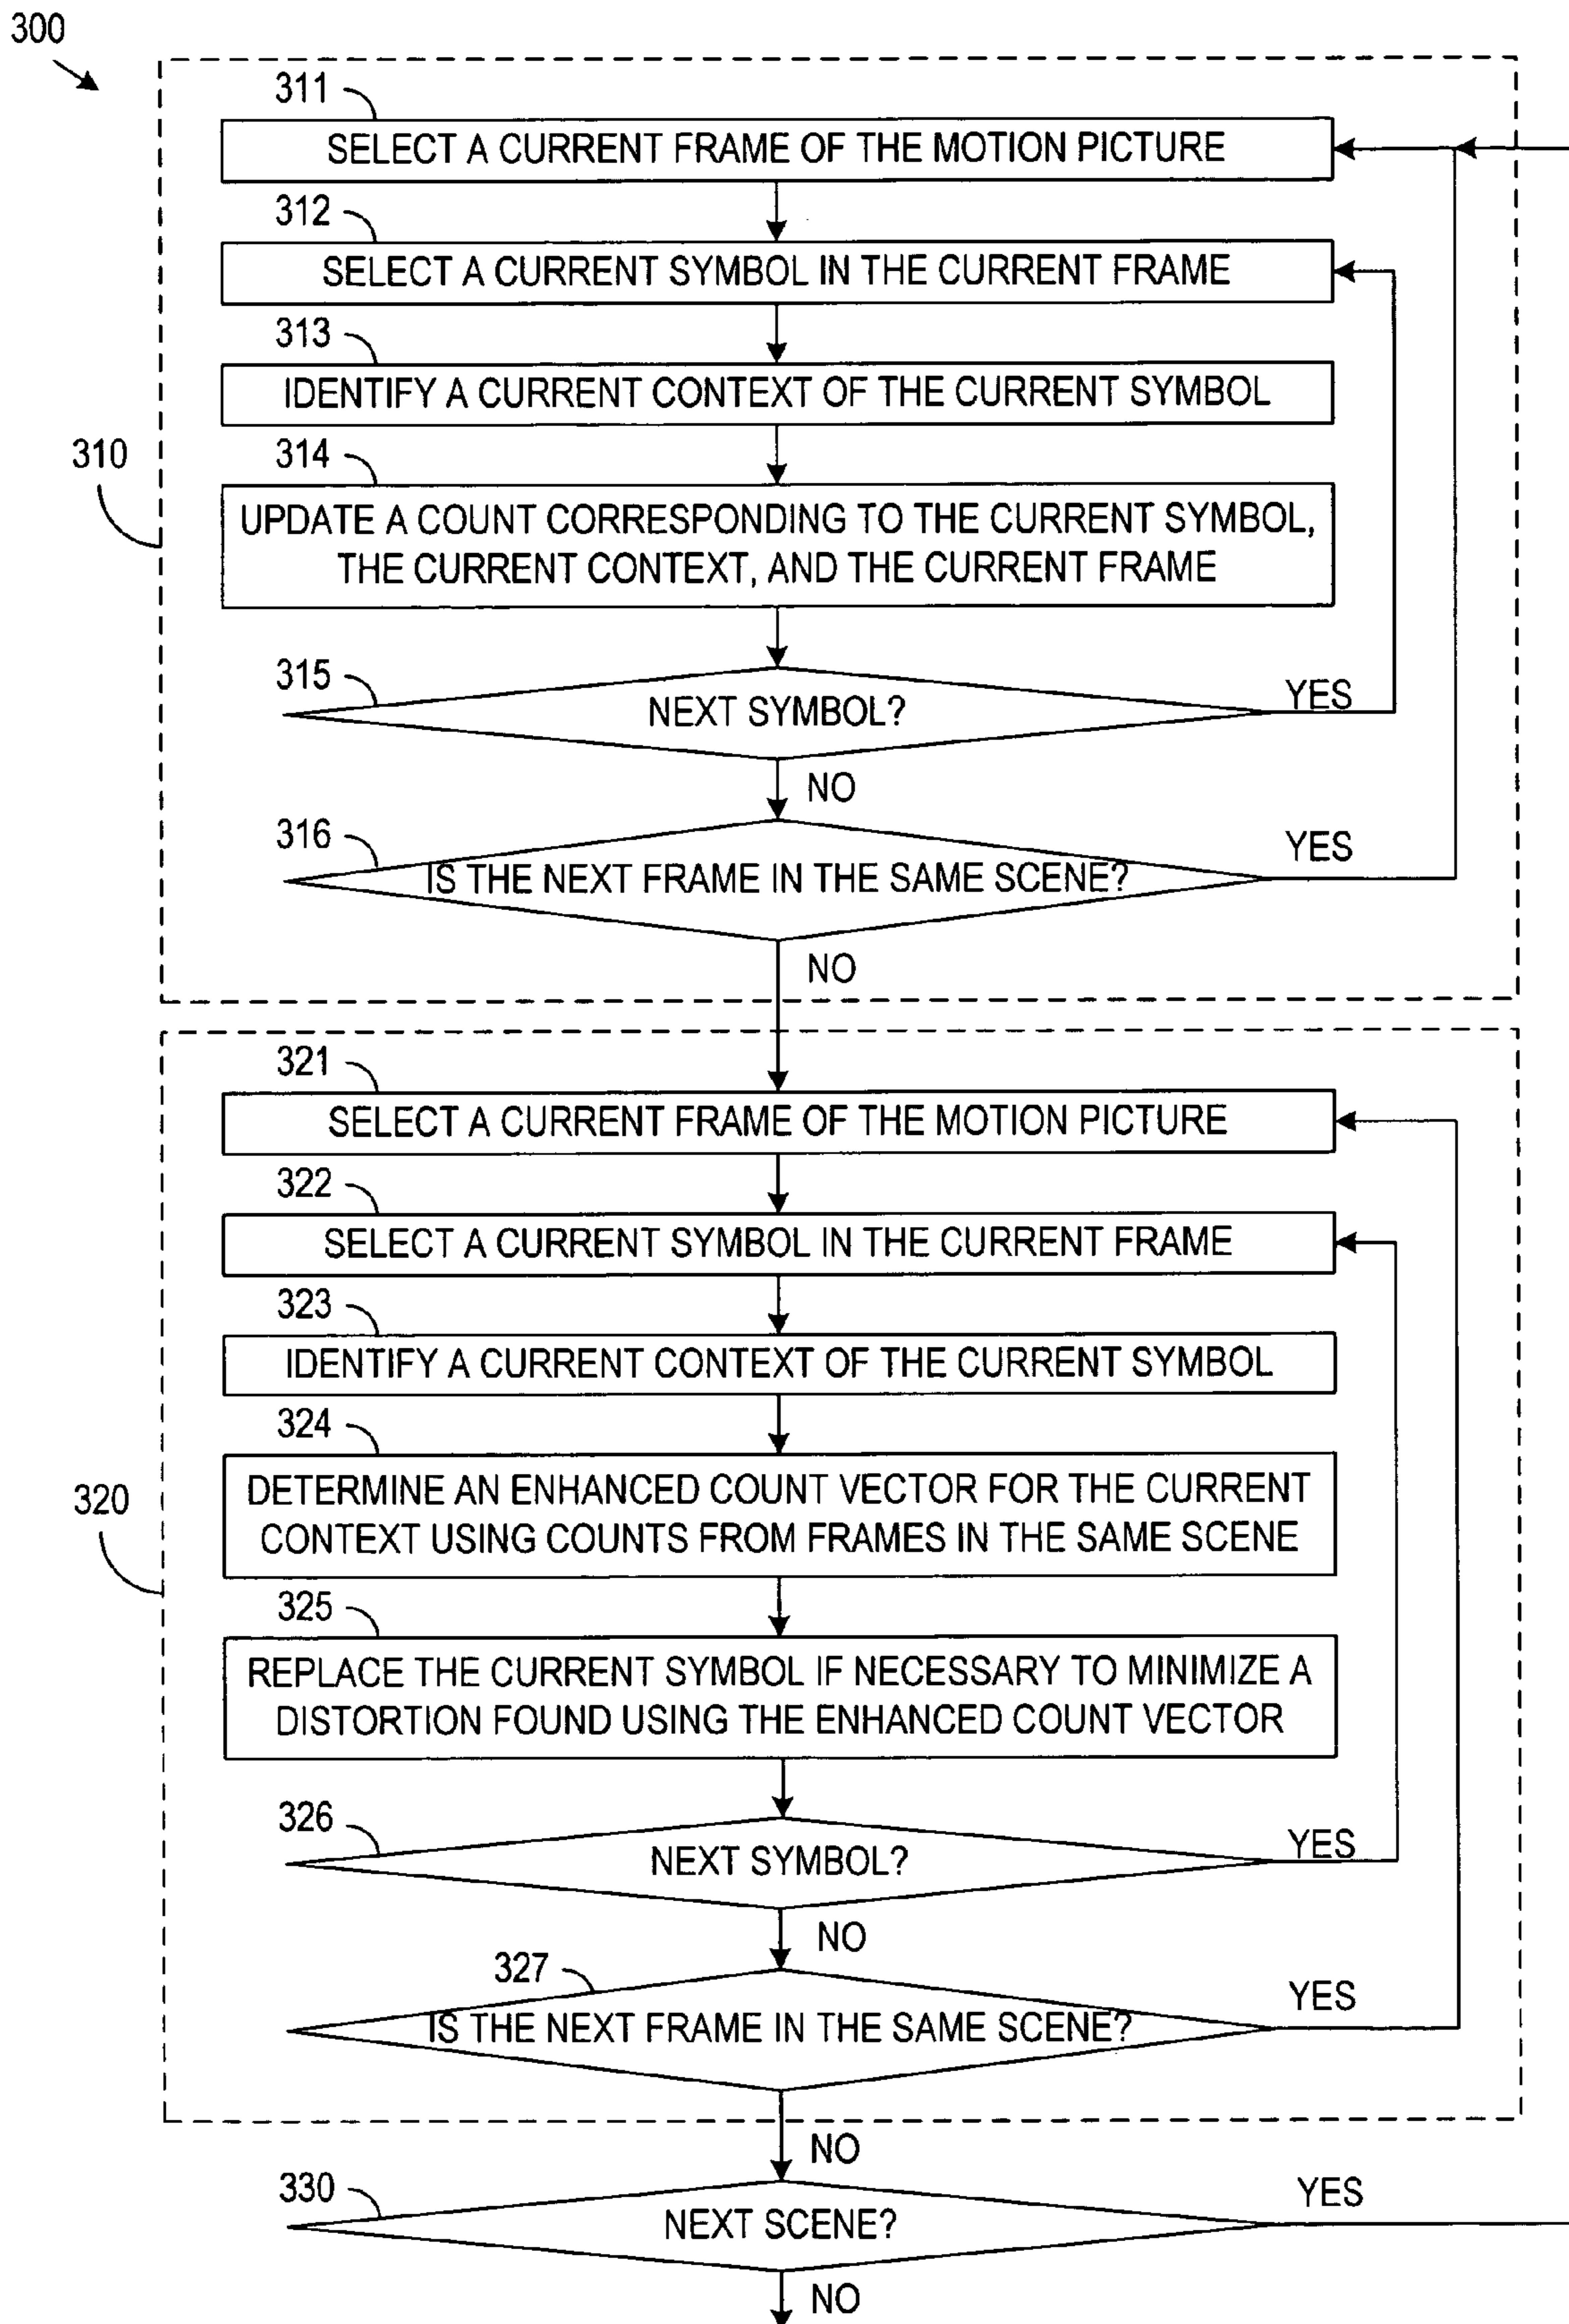 300
311
SELECT A CURRENT FRAME OF THE MOTION PICTURE
312
SELECT A CURRENT SYMBOL IN THE CURRENT FRAME
313
IDENTIFY A CURRENT CONTEXT OF THE CURRENT SYMBOL
310
314
UPDATE A COUNT CORRESPONDING TO THE CURRENT SYMBOL,
THE CURRENT CONTEXT, AND THE CURRENT FRAME
315
NEXT SYMBOL?
YES
NO
316
IS THE NEXT FRAME IN THE SAME SCENE?
YES
NO
321
SELECT A CURRENT FRAME OF THE MOTION PICTURE
322
SELECT A CURRENT SYMBOL IN THE CURRENT FRAME
323
IDENTIFY A CURRENT CONTEXT OF THE CURRENT SYMBOL
324
320
DETERMINE AN ENHANCED COUNT VECTOR FOR THE CURRENT
CONTEXT USING COUNTS FROM FRAMES IN THE SAME SCENE
325
REPLACE THE CURRENT SYMBOL IF NECESSARY TO MINIMIZE A
DISTORTION FOUND USING THE ENHANCED COUNT VECTOR
326
NEXT SYMBOL?
YES
NO
327
IS THE NEXT FRAME IN THE SAME SCENE?
YES
NO
330
NEXT SCENE?
YES
NO